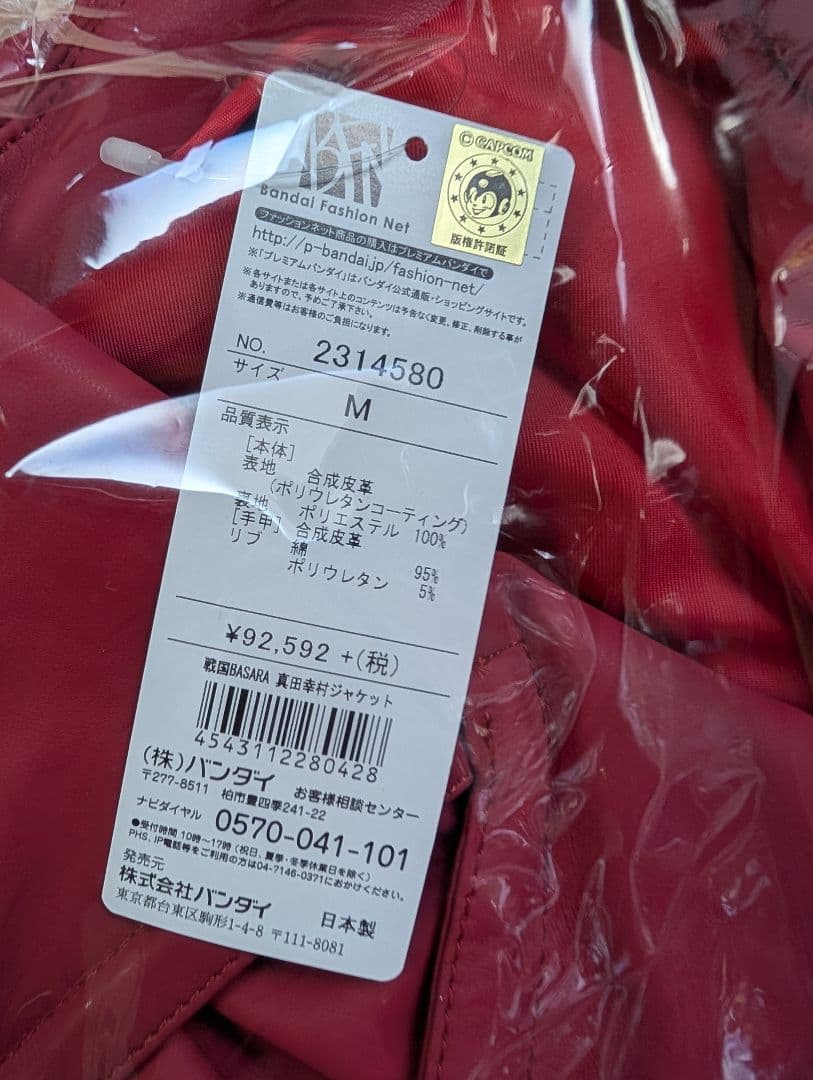 Bandai Fashion Net
©CAPCOM
版権許諾証
ファッションネット商品の購入はプレミアムバンダイで
http://p-bandai.jp/fashion-net/
※「プレミアムバンダイ」はバンダイ公式通販・ショッピングサイトです。
※各サイトまたは各サイト上のコンテンツは予告なく変更、修正、削除する事が
ありますので、予めご了承下さい。
※通信費等はお客様のご負担になります。
NO. 2314580
サイズ
M
品質表示
[本体]
表地 合成皮革
(ポリウレタンコーティング)
裏地 ポリエステル 100%
[手甲] 合成皮革
リブ 綿 95%
ポリウレタン 5%
¥92,592 +(税)
戦国BASARA 真田幸村ジャケット
4543112280428
(株)バンダイ お客様相談センター
〒277-8511 柏市豊四季241-22
ナビダイヤル 0570-041-101
●受付時間 10時〜17時 (祝日、夏季・冬季休業日を除く)
PHS、IP電話等をご利用の方は04-7146-0371におかけください。
発売元
株式会社バンダイ 日本製
東京都台東区駒形1-4-8 〒111-8081